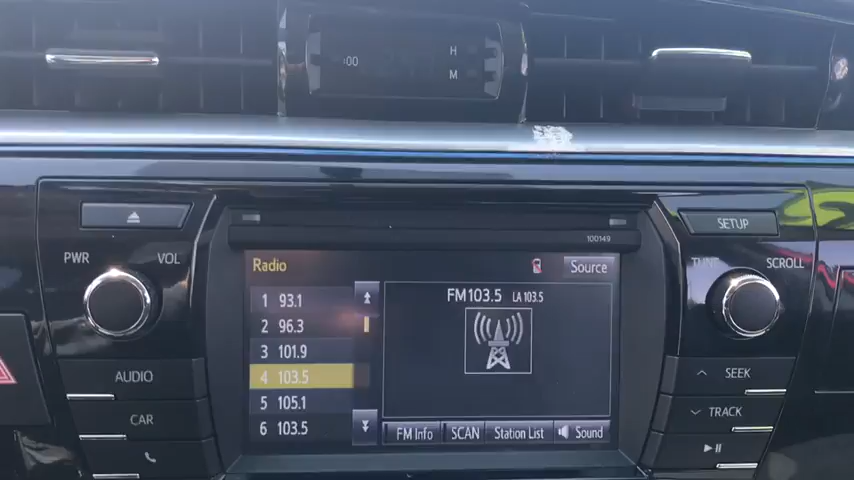 :00
H
M
100149
SETUP
PWR
VOL
TUNE
SCROLL
Radio
Source
1 93.1
2 96.3
3 101.9
4 103.5
5 105.1
6 103.5
FM103.5 LA 103.5
FM Info
SCAN
Station List
Sound
AUDIO
CAR
SEEK
TRACK